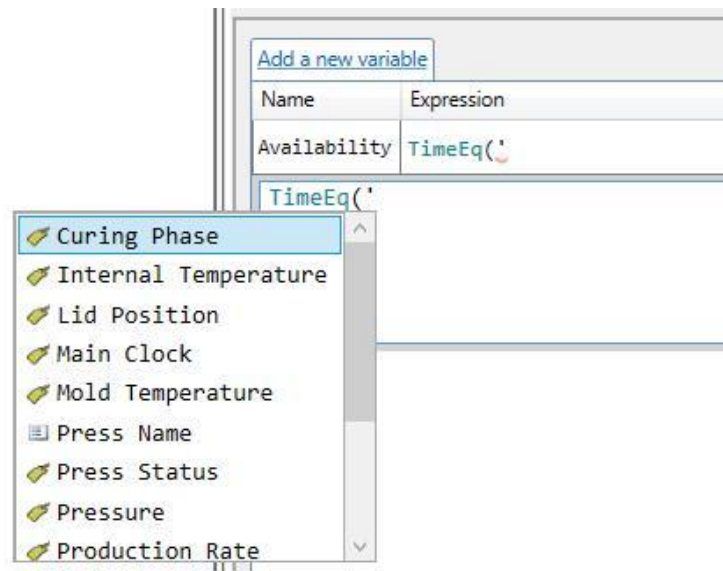 Add a new variable
Name Expression
Availability TimeEq('
TimeEq('
Curing Phase
Internal Temperature
Lid Position
Main Clock
Mold Temperature
Press Name
Press Status
Pressure
Production Rate